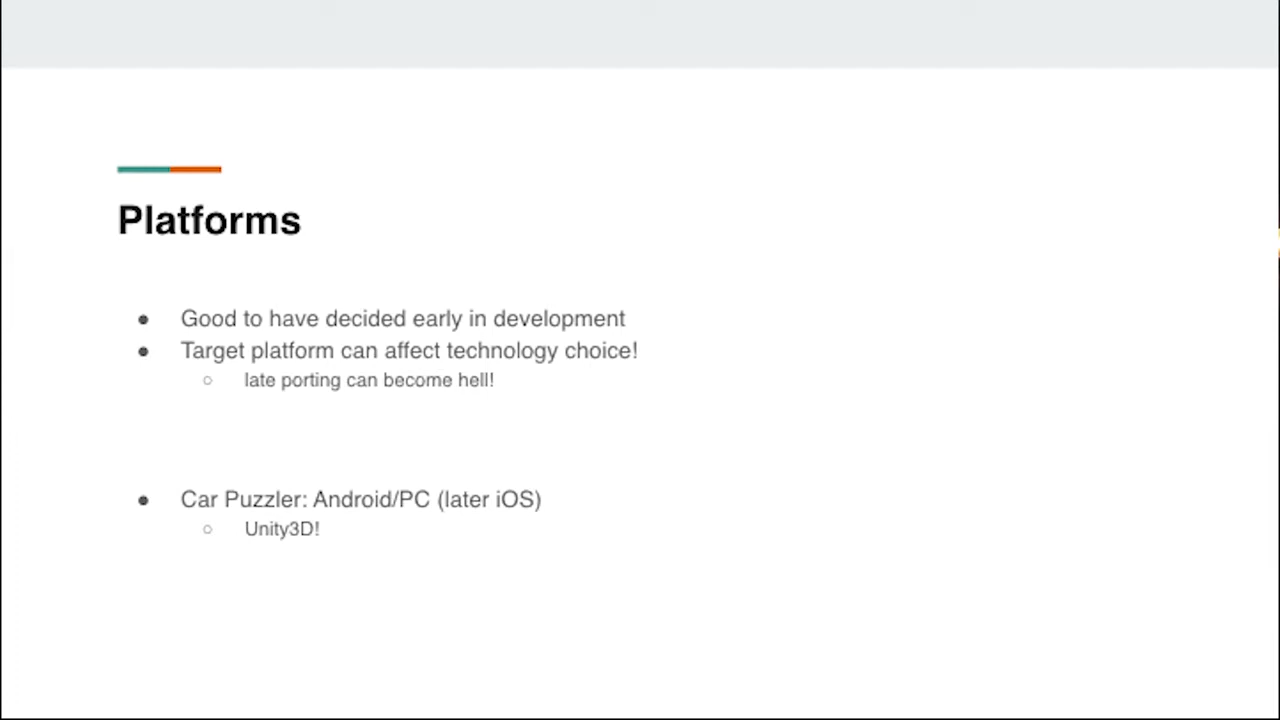 Platforms
● Good to have decided early in development
● Target platform can affect technology choice!
○ late porting can become hell!
● Car Puzzler: Android/PC (later iOS)
○ Unity3D!